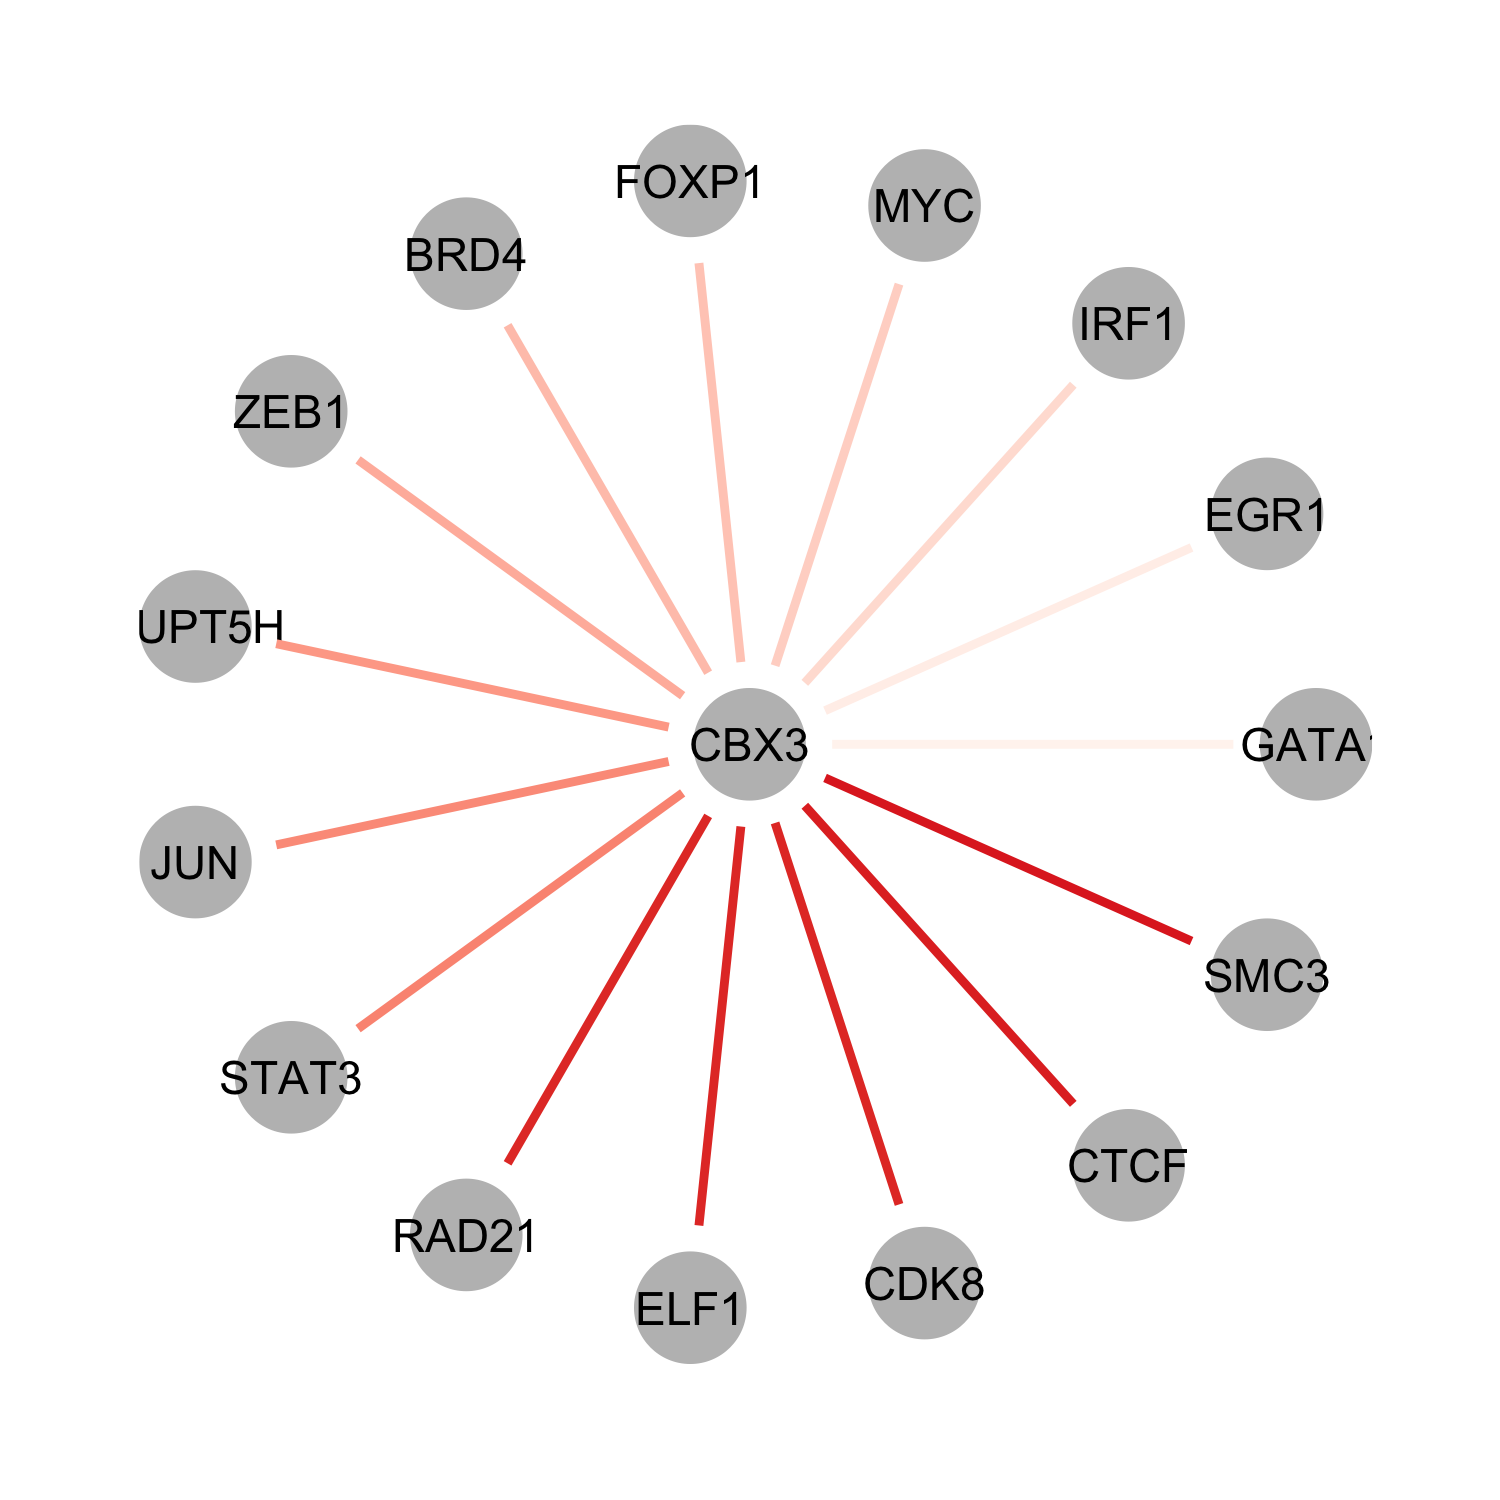 FOXP1
MYC
BRD4
IRF1
ZEB1
EGR1
UPT5H
CBX3
GATA1
JUN
SMC3
STAT3
CTCF
RAD21
CDK8
ELF1